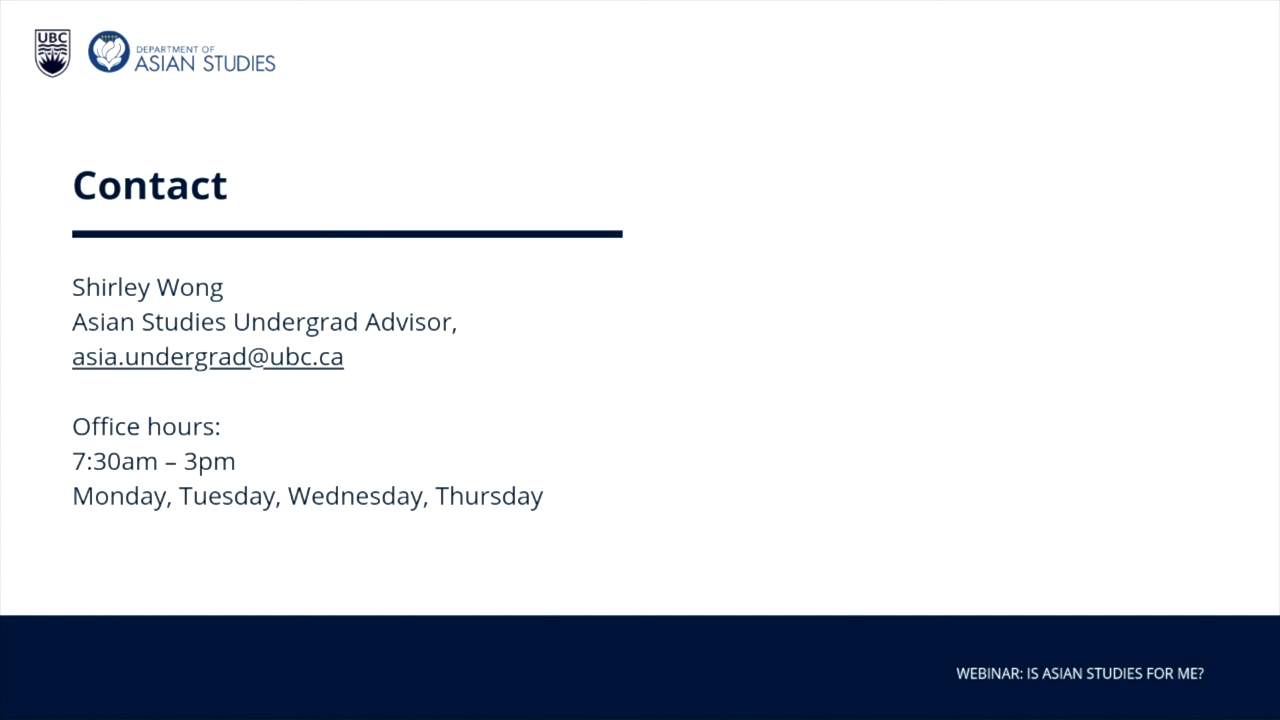 UBC
DEPARTMENT OF
ASIAN STUDIES
Contact
Shirley Wong
Asian Studies Undergrad Advisor,
asia.undergrad@ubc.ca
Office hours:
7:30am – 3pm
Monday, Tuesday, Wednesday, Thursday
WEBINAR: IS ASIAN STUDIES FOR ME?